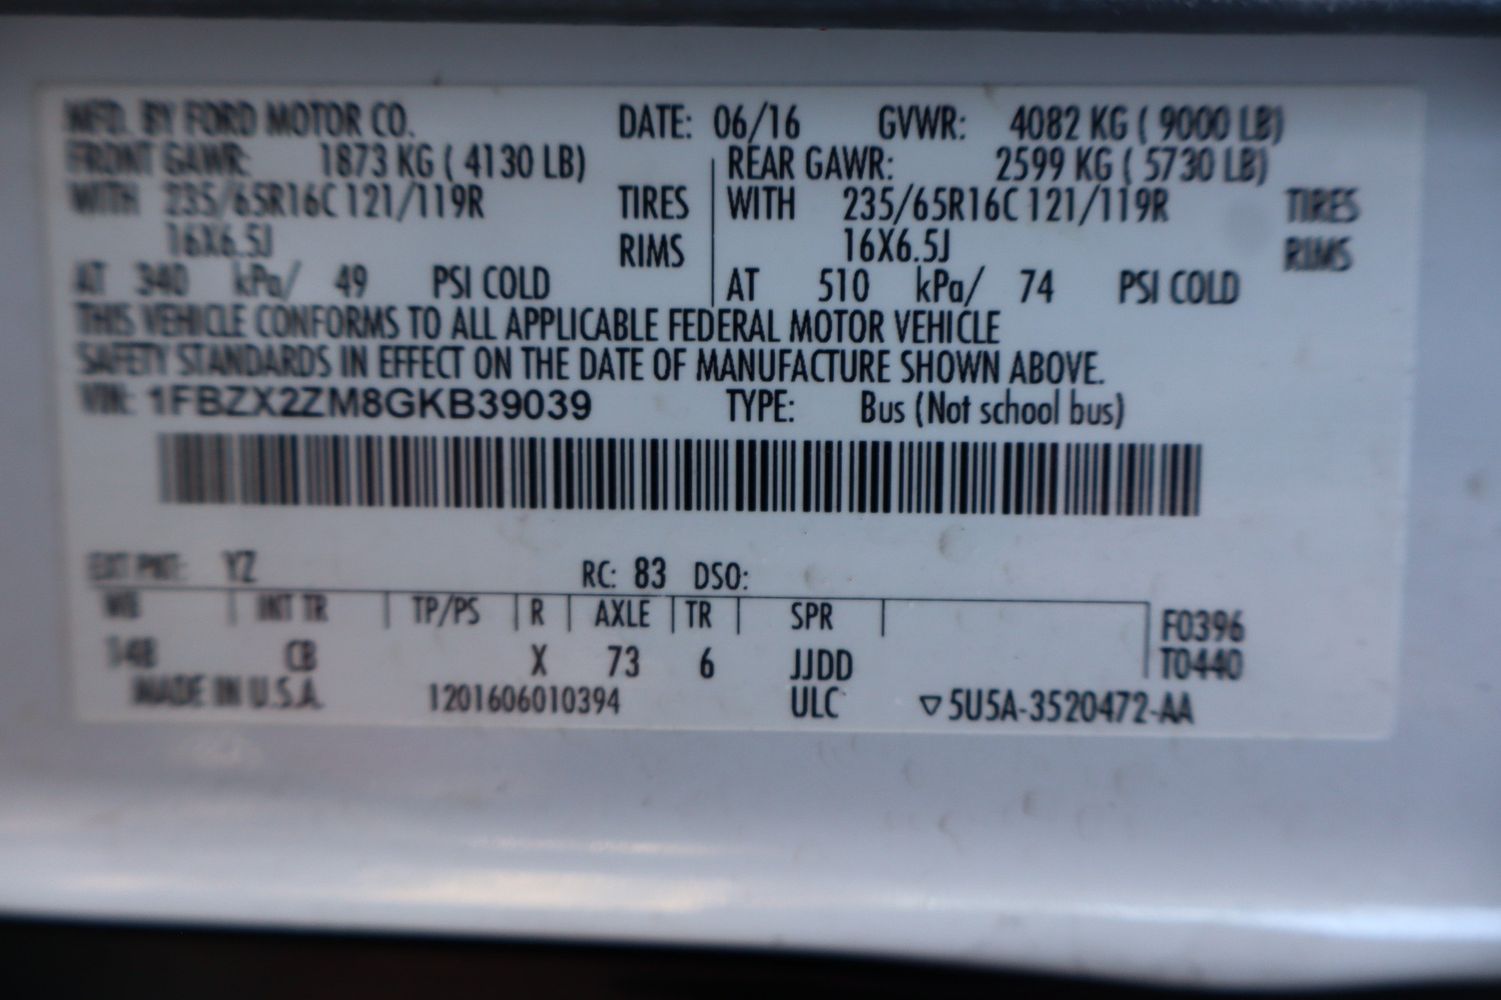 MFD. BY FORD MOTOR CO. DATE: 06/16 GVWR: 4082 KG ( 9000 LB)
FRONT GAWR: 1873 KG ( 4130 LB) REAR GAWR: 2599 KG ( 5730 LB)
WITH 235/65R16C 121/119R TIRES WITH 235/65R16C 121/119R TIRES
16X6.5J RIMS 16X6.5J RIMS
AT 340 kPa/ 49 PSI COLD AT 510 kPa/ 74 PSI COLD
THIS VEHICLE CONFORMS TO ALL APPLICABLE FEDERAL MOTOR VEHICLE
SAFETY STANDARDS IN EFFECT ON THE DATE OF MANUFACTURE SHOWN ABOVE.
VIN: 1FBZX2ZM8GKB39039 TYPE: Bus (Not school bus)
EXT PNT: YZ RC: 83 DSO:
WB INT TR TP/PS R AXLE TR SPR F0396
148 CB X 73 6 JJDD T0440
MADE IN U.S.A. 1201606010394 ULC ▽5U5A-3520472-AA